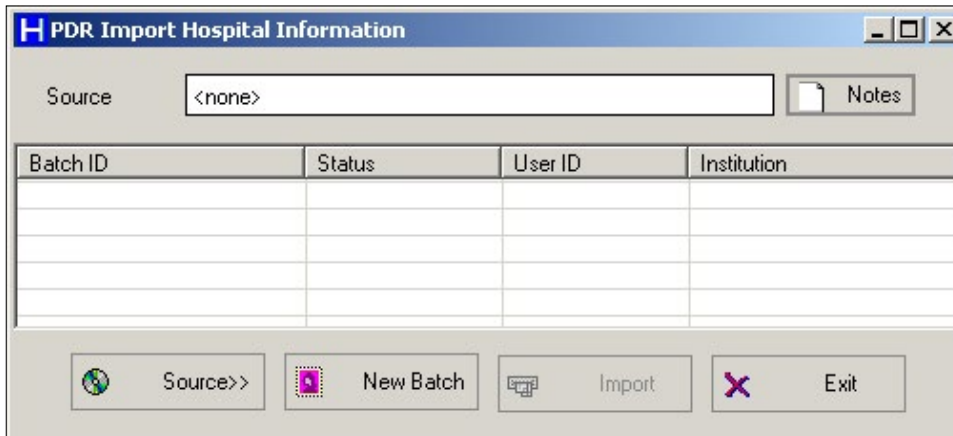 H PDR Import Hospital Information
Source <none> Notes
Batch ID Status User ID Institution
Source>> New Batch Import Exit